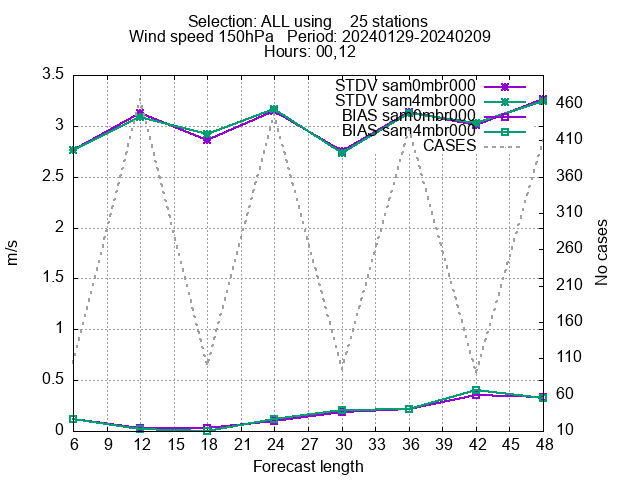 Selection: ALL using 25 stations
Wind speed 150hPa Period: 20240129-20240209
Hours: 00,12
STDV sam0mbr000
STDV sam4mbr000
BIAS sam0mbr000
BIAS sam4mbr000
CASES
3.5
3
2.5
2
1.5
1
0.5
0
m/s
460
410
360
310
260
210
160
110
60
10
No cases
6 9 12 15 18 21 24 27 30 33 36 39 42 45 48
Forecast length